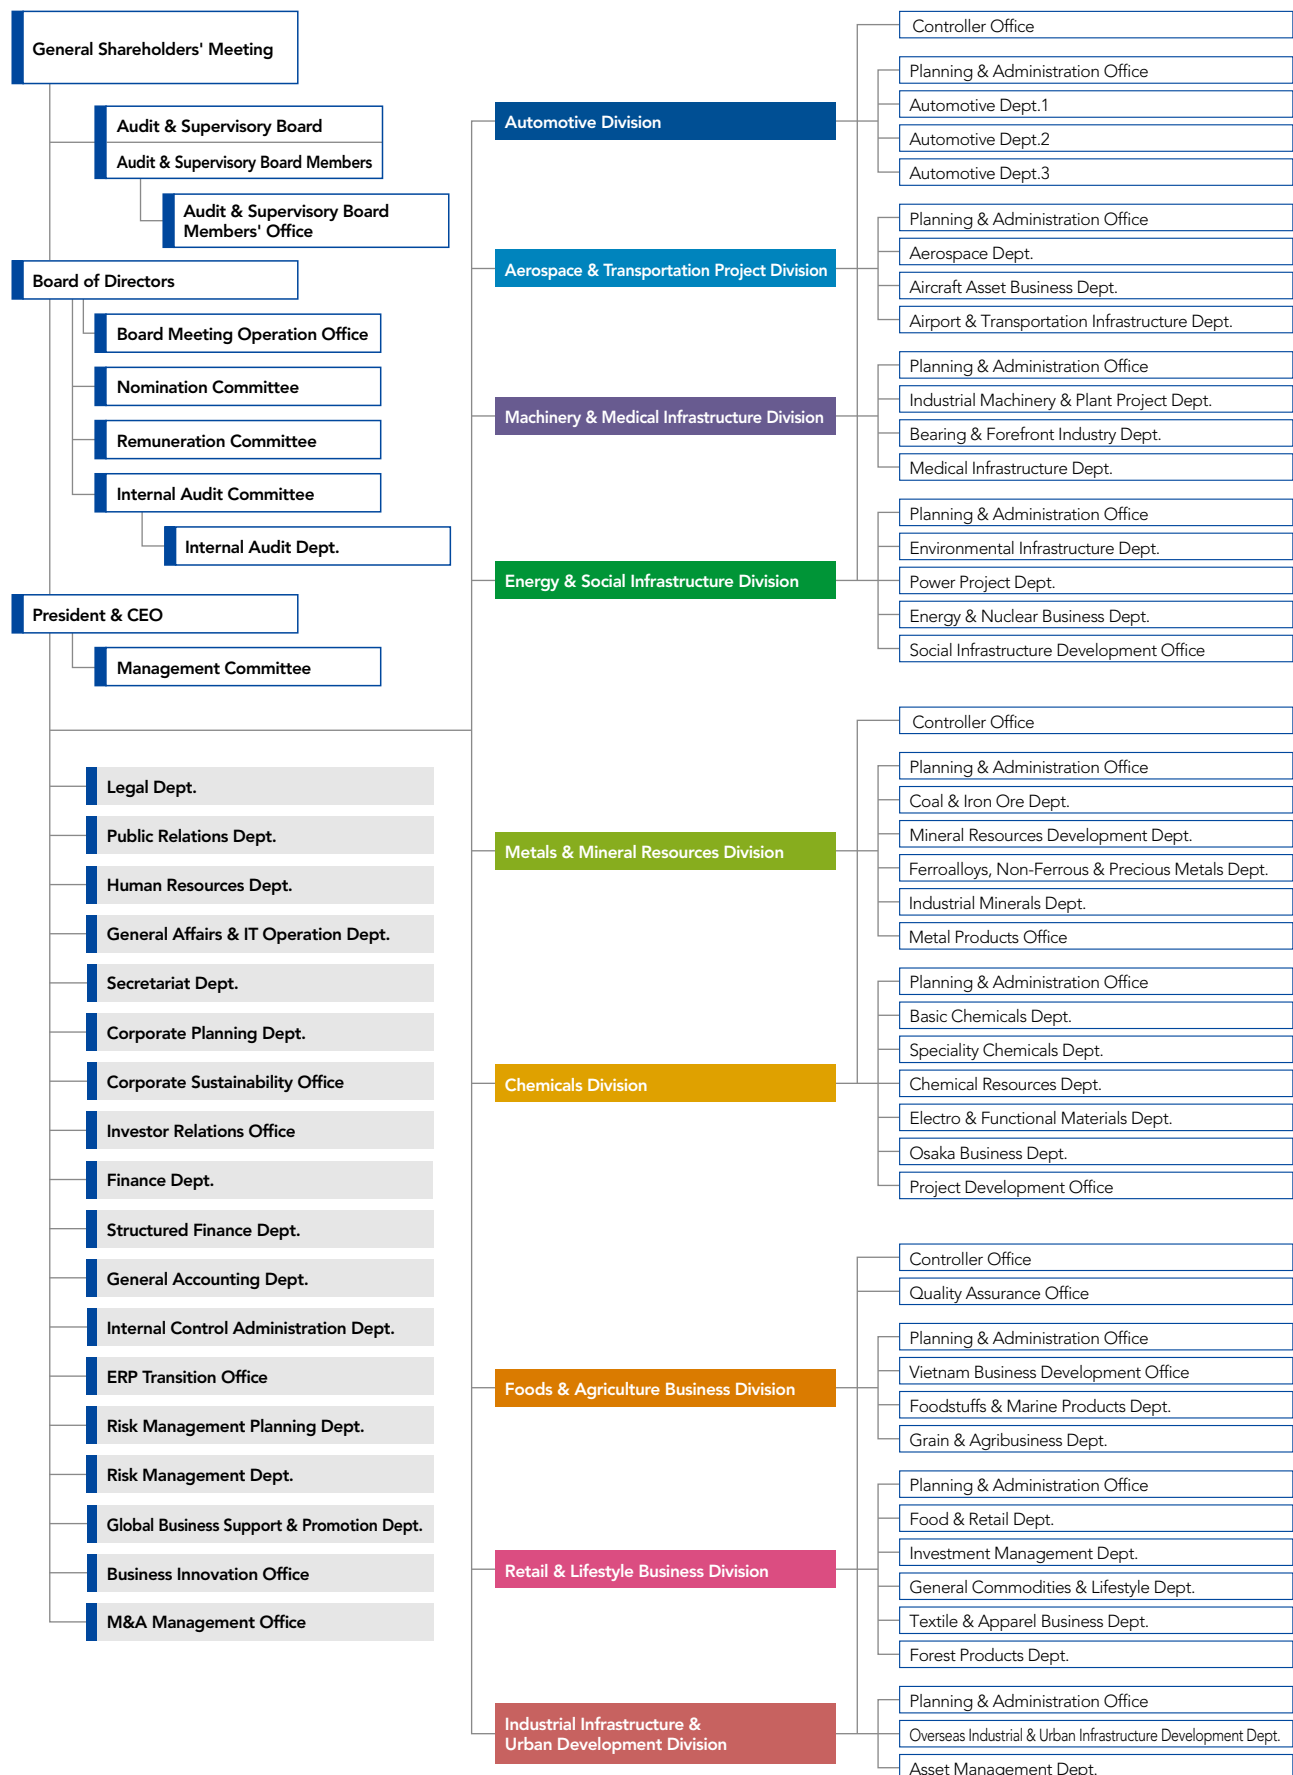 General Shareholders' Meeting
Audit & Supervisory Board
Audit & Supervisory Board Members
Audit & Supervisory Board
Members' Office
Board of Directors
Board Meeting Operation Office
Nomination Committee
Remuneration Committee
Internal Audit Committee
Internal Audit Dept.
President & CEO
Management Committee
Legal Dept.
Public Relations Dept.
Human Resources Dept.
General Affairs & IT Operation Dept.
Secretariat Dept.
Corporate Planning Dept.
Corporate Sustainability Office
Investor Relations Office
Finance Dept.
Structured Finance Dept.
General Accounting Dept.
Internal Control Administration Dept.
ERP Transition Office
Risk Management Planning Dept.
Risk Management Dept.
Global Business Support & Promotion Dept.
Business Innovation Office
M&A Management Office
Automotive Division
Controller Office
Planning & Administration Office
Automotive Dept.1
Automotive Dept.2
Automotive Dept.3
Aerospace & Transportation Project Division
Planning & Administration Office
Aerospace Dept.
Aircraft Asset Business Dept.
Airport & Transportation Infrastructure Dept.
Machinery & Medical Infrastructure Division
Planning & Administration Office
Industrial Machinery & Plant Project Dept.
Bearing & Forefront Industry Dept.
Medical Infrastructure Dept.
Energy & Social Infrastructure Division
Planning & Administration Office
Environmental Infrastructure Dept.
Power Project Dept.
Energy & Nuclear Business Dept.
Social Infrastructure Development Office
Controller Office
Metals & Mineral Resources Division
Planning & Administration Office
Coal & Iron Ore Dept.
Mineral Resources Development Dept.
Ferroalloys, Non-Ferrous & Precious Metals Dept.
Industrial Minerals Dept.
Metal Products Office
Chemicals Division
Planning & Administration Office
Basic Chemicals Dept.
Speciality Chemicals Dept.
Chemical Resources Dept.
Electro & Functional Materials Dept.
Osaka Business Dept.
Project Development Office
Controller Office
Quality Assurance Office
Foods & Agriculture Business Division
Planning & Administration Office
Vietnam Business Development Office
Foodstuffs & Marine Products Dept.
Grain & Agribusiness Dept.
Retail & Lifestyle Business Division
Planning & Administration Office
Food & Retail Dept.
Investment Management Dept.
General Commodities & Lifestyle Dept.
Textile & Apparel Business Dept.
Forest Products Dept.
Industrial Infrastructure &
Urban Development Division
Planning & Administration Office
Overseas Industrial & Urban Infrastructure Development Dept.
Asset Management Dept.